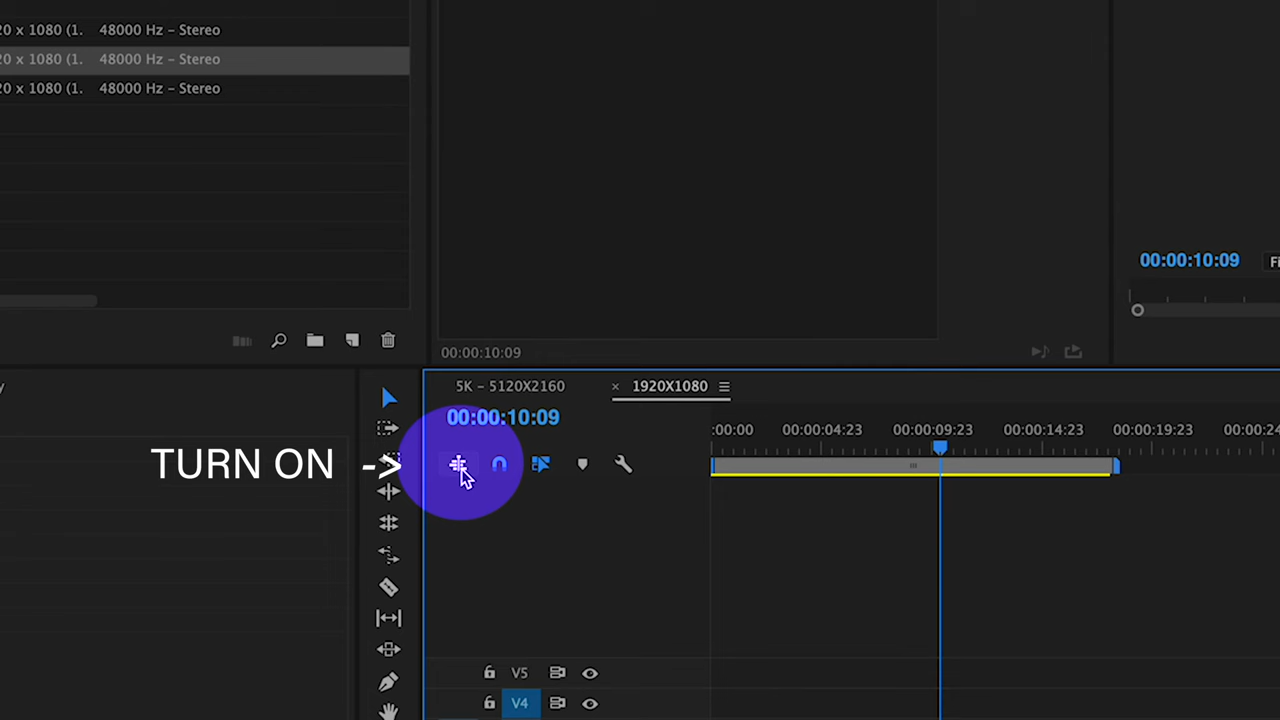 20 x 1080 (1. 48000 Hz – Stereo
20 x 1080 (1. 48000 Hz – Stereo
20 x 1080 (1. 48000 Hz – Stereo
00:00:10:09
00:00:10:09
5K – 5120X2160 × 1920X1080
00:00:10:09
:00:00 00:00:04:23 00:00:09:23 00:00:14:23 00:00:19:23 00:00:24
TURN ON ->
V5
V4